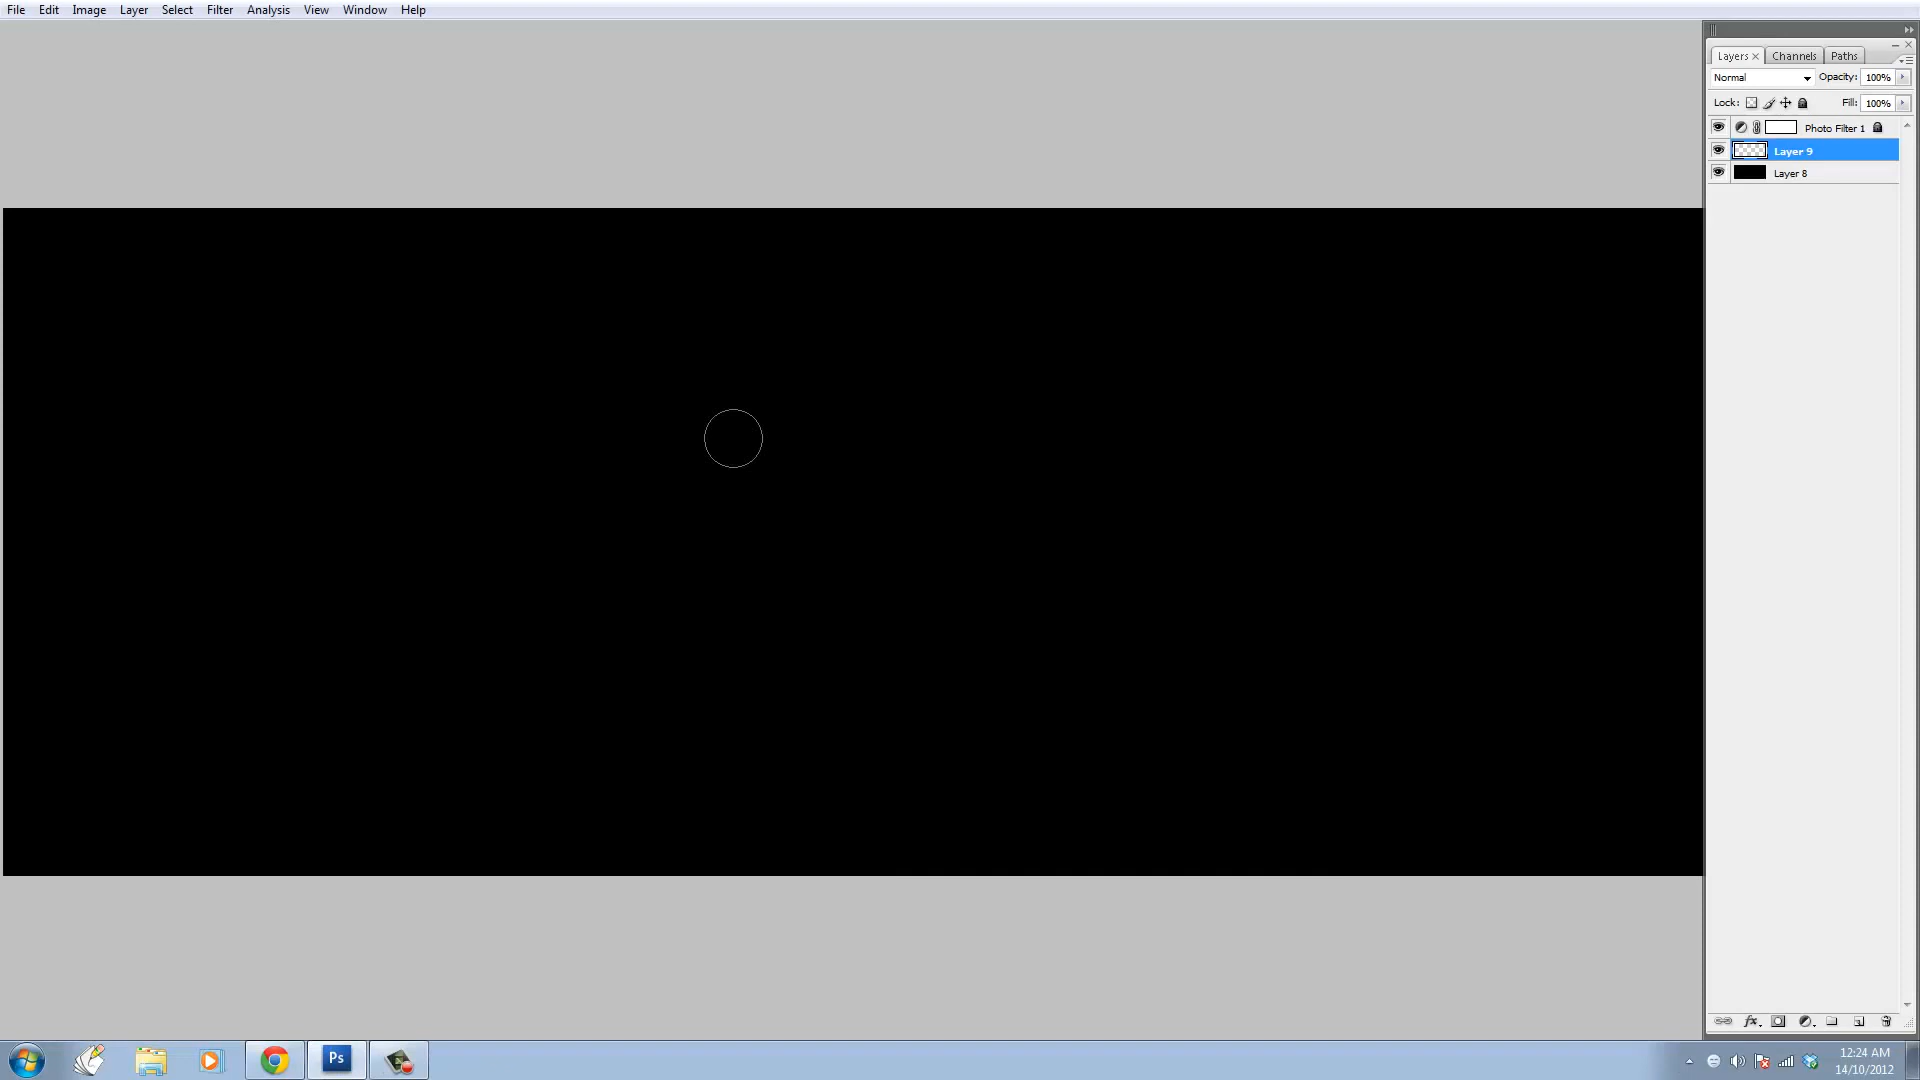 File Edit Image Layer Select Filter Analysis View Window Help
Layers Channels Paths
Normal Opacity: 100%
Lock: Fill: 100%
Photo Filter 1
Layer 9
Layer 8
fx
Ps
12:24 AM
14/10/2012